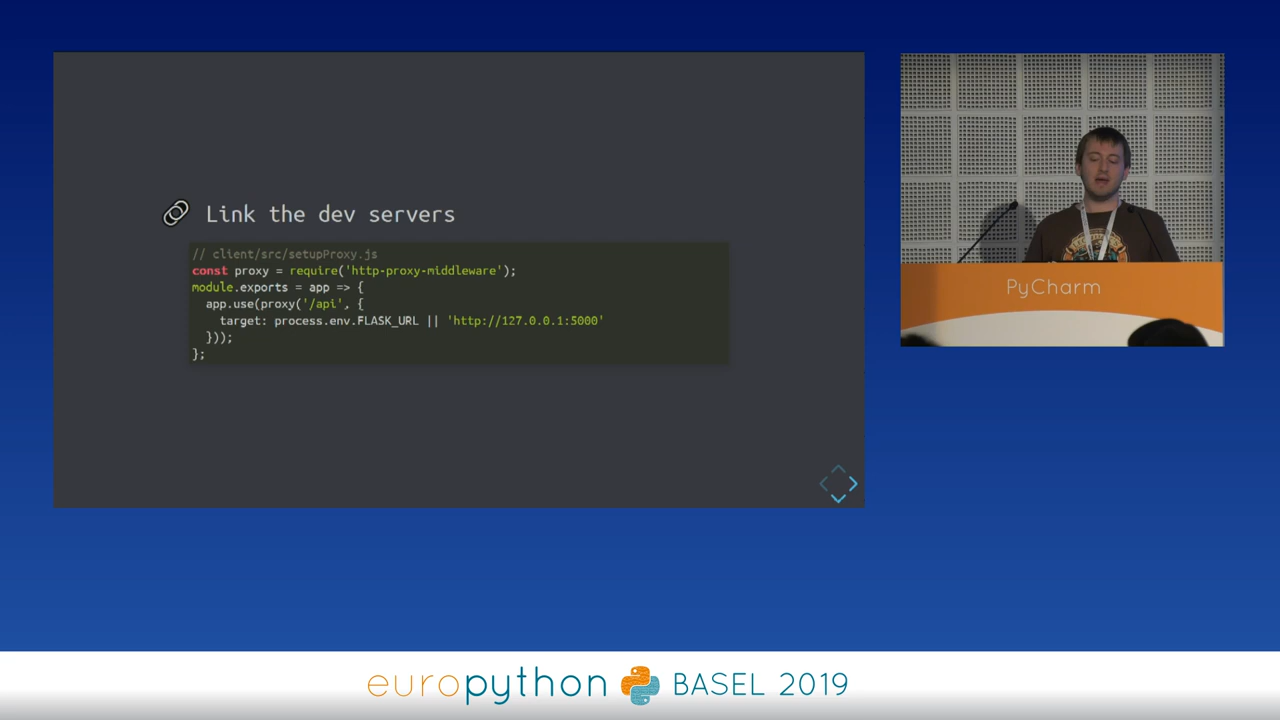 Link the dev servers
// client/src/setupProxy.js
const proxy = require('http-proxy-middleware');
module.exports = app => {
  app.use(proxy('/api', {
    target: process.env.FLASK_URL || 'http://127.0.0.1:5000'
  }));
};
PyCharm
europython BASEL 2019